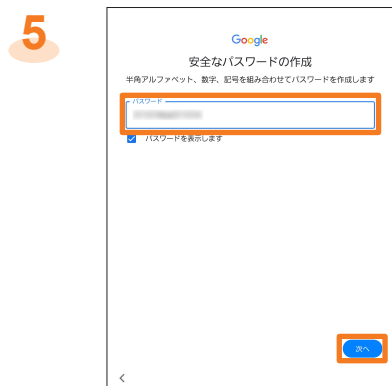 5
Google
安全なパスワードの作成
半角アルファベット、数字、記号を組み合わせてパスワードを作成します
パスワード
パスワードを表示します
次へ